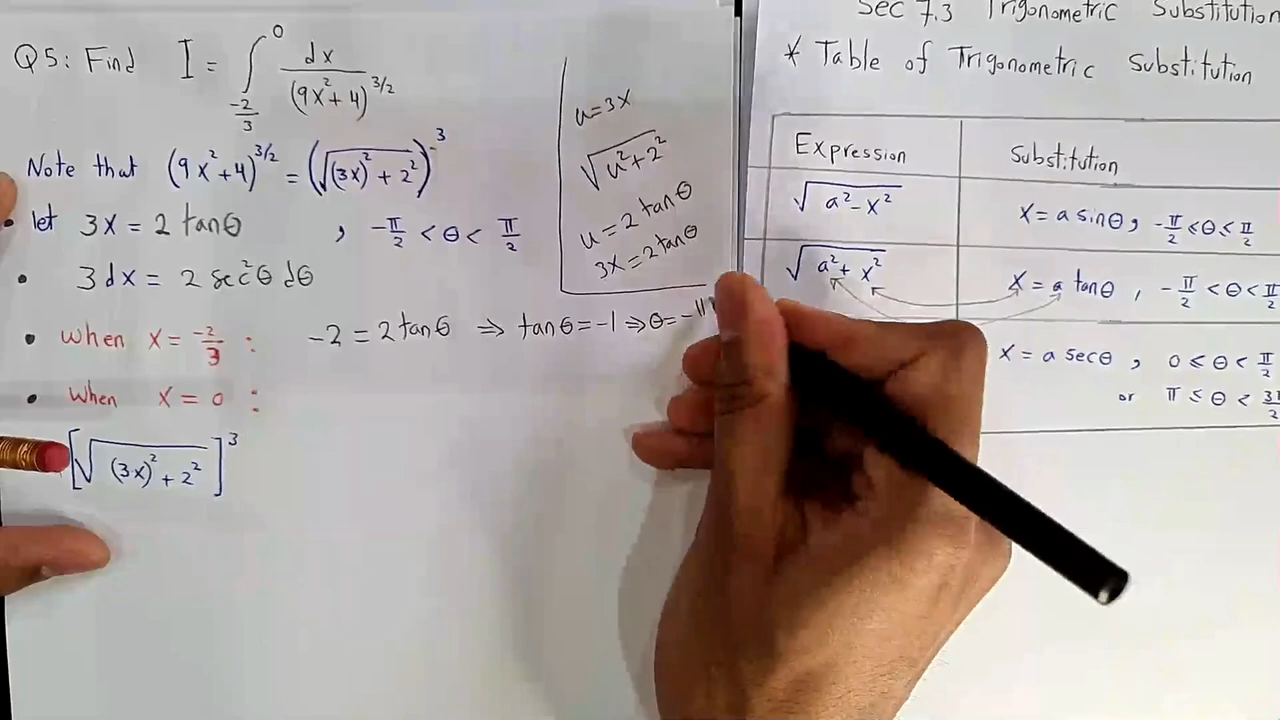 Q5: Find I = ∫_{-2/3}^{0} dx / (9x²+4)^{3/2}
Note that (9x²+4)^{3/2} = (√((3x)²+2²))^3
• let 3x = 2 tanθ , -π/2 < θ < π/2
• 3 dx = 2 sec²θ dθ
• when x = -2/3 : -2 = 2 tanθ ⇒ tanθ = -1 ⇒ θ = -π
• when x = 0 :
[√((3x)²+2²)]³
u = 3x
√(u²+2²)
u = 2 tanθ
3x = 2 tanθ
Sec 7.3 Trigonometric Substitution
* Table of Trigonometric Substitution
Expression Substitution
√(a²-x²) x = a sinθ, -π/2 ≤ θ ≤ π/2
√(a²+x²) x = a tanθ , -π/2 < θ < π/2
x = a secθ , 0 ≤ θ < π/2
or π ≤ θ < 3π/2